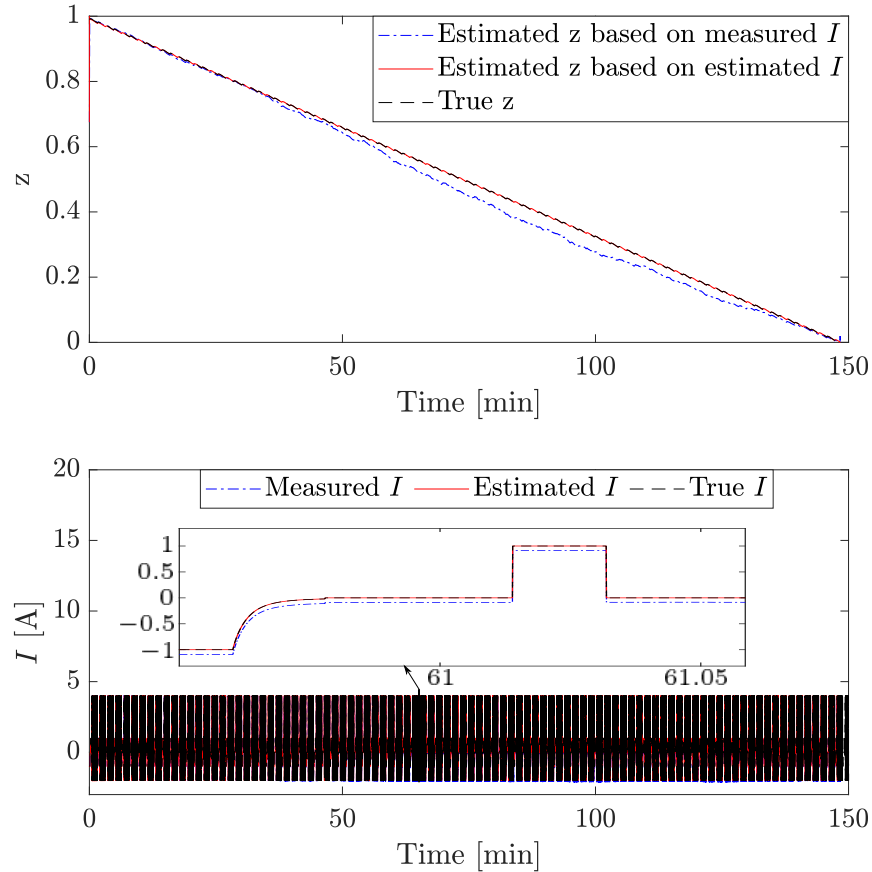 1
0.8
0.6
0.4
0.2
0
z
Estimated z based on measured I
Estimated z based on estimated I
True z
0 50 100 150
Time [min]
20
15
10
5
0
I [A]
Measured I Estimated I True I
1
0.5
0
−0.5
−1
61 61.05
0 50 100 150
Time [min]